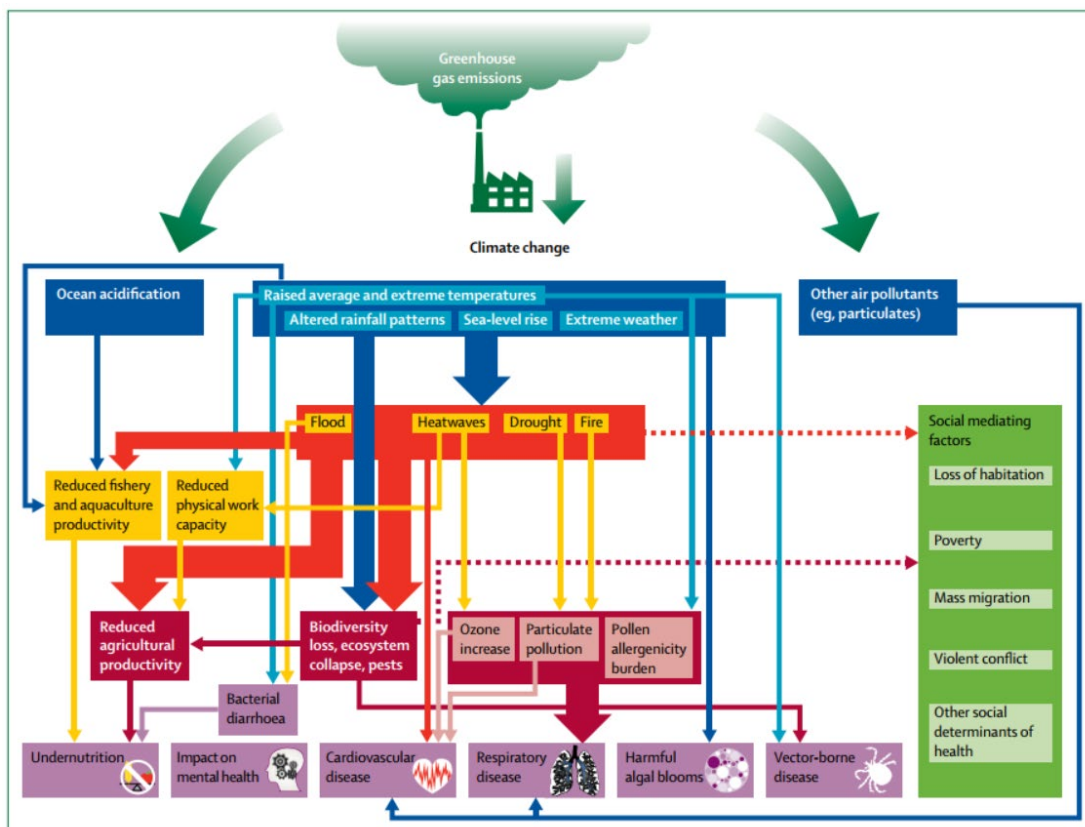 Greenhouse
gas emissions
Climate change
Ocean acidification
Raised average and extreme temperatures
Altered rainfall patterns
Sea-level rise
Extreme weather
Other air pollutants
(eg, particulates)
Flood
Heatwaves
Drought
Fire
Social mediating
factors
Loss of habitation
Poverty
Mass migration
Violent conflict
Other social
determinants of
health
Reduced fishery
and aquaculture
productivity
Reduced
physical work
capacity
Reduced
agricultural
productivity
Biodiversity
loss, ecosystem
collapse, pests
Ozone
increase
Particulate
pollution
Pollen
allergenicity
burden
Bacterial
diarrhoea
Undernutrition
Impact on
mental health
Cardiovascular
disease
Respiratory
disease
Harmful
algal blooms
Vector-borne
disease